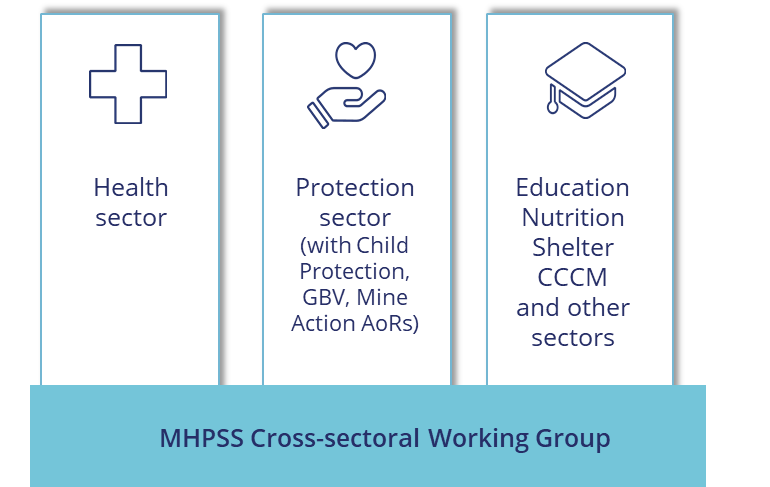 Health
sector
Protection
sector
(with Child
Protection,
GBV, Mine
Action AoRs)
Education
Nutrition
Shelter
CCCM
and other
sectors
MHPSS Cross-sectoral Working Group